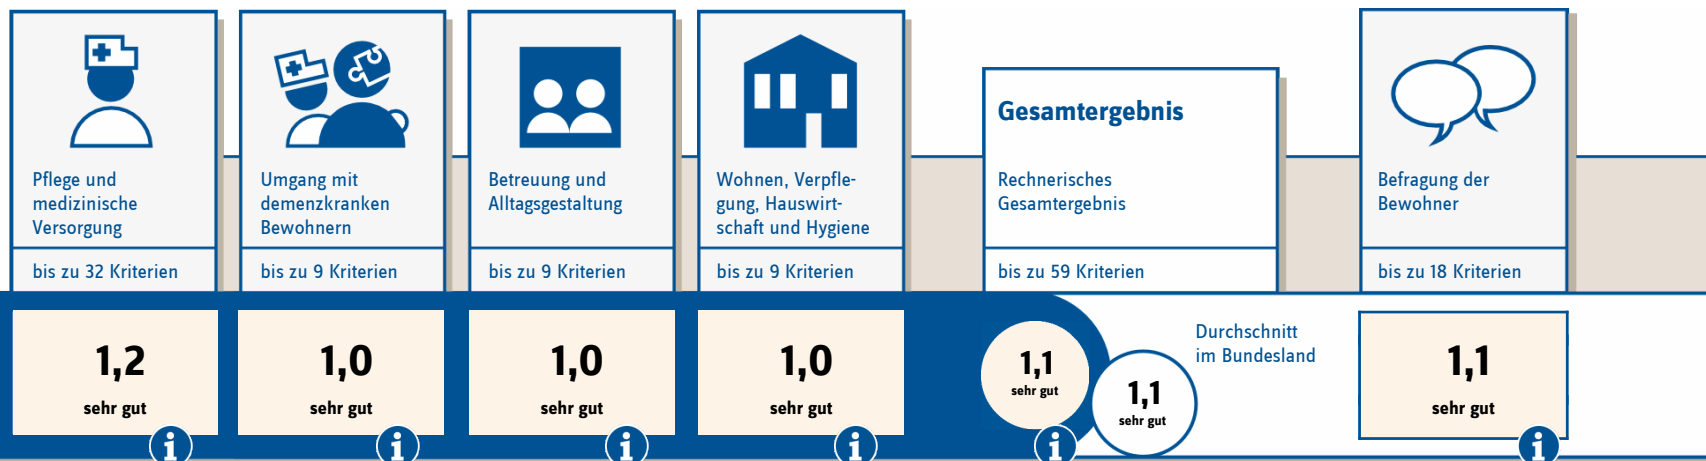 Pflege und
medizinische
Versorgung
bis zu 32 Kriterien
1,2
sehr gut
Umgang mit
demenzkranken
Bewohnern
bis zu 9 Kriterien
1,0
sehr gut
Betreuung und
Alltagsgestaltung
bis zu 9 Kriterien
1,0
sehr gut
Wohnen, Verpfle-
gung, Hauswirt-
schaft und Hygiene
bis zu 9 Kriterien
1,0
sehr gut
Gesamtergebnis
Rechnerisches
Gesamtergebnis
bis zu 59 Kriterien
1,1
sehr gut
Durchschnitt
im Bundesland
1,1
sehr gut
Befragung der
Bewohner
bis zu 18 Kriterien
1,1
sehr gut